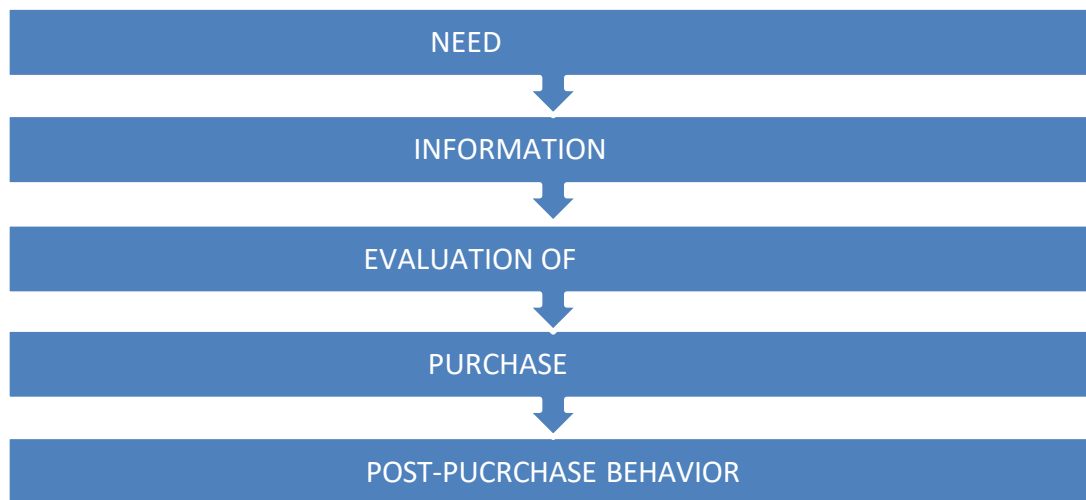 NEED
INFORMATION
EVALUATION OF
PURCHASE
POST-PUCRCHASE BEHAVIOR